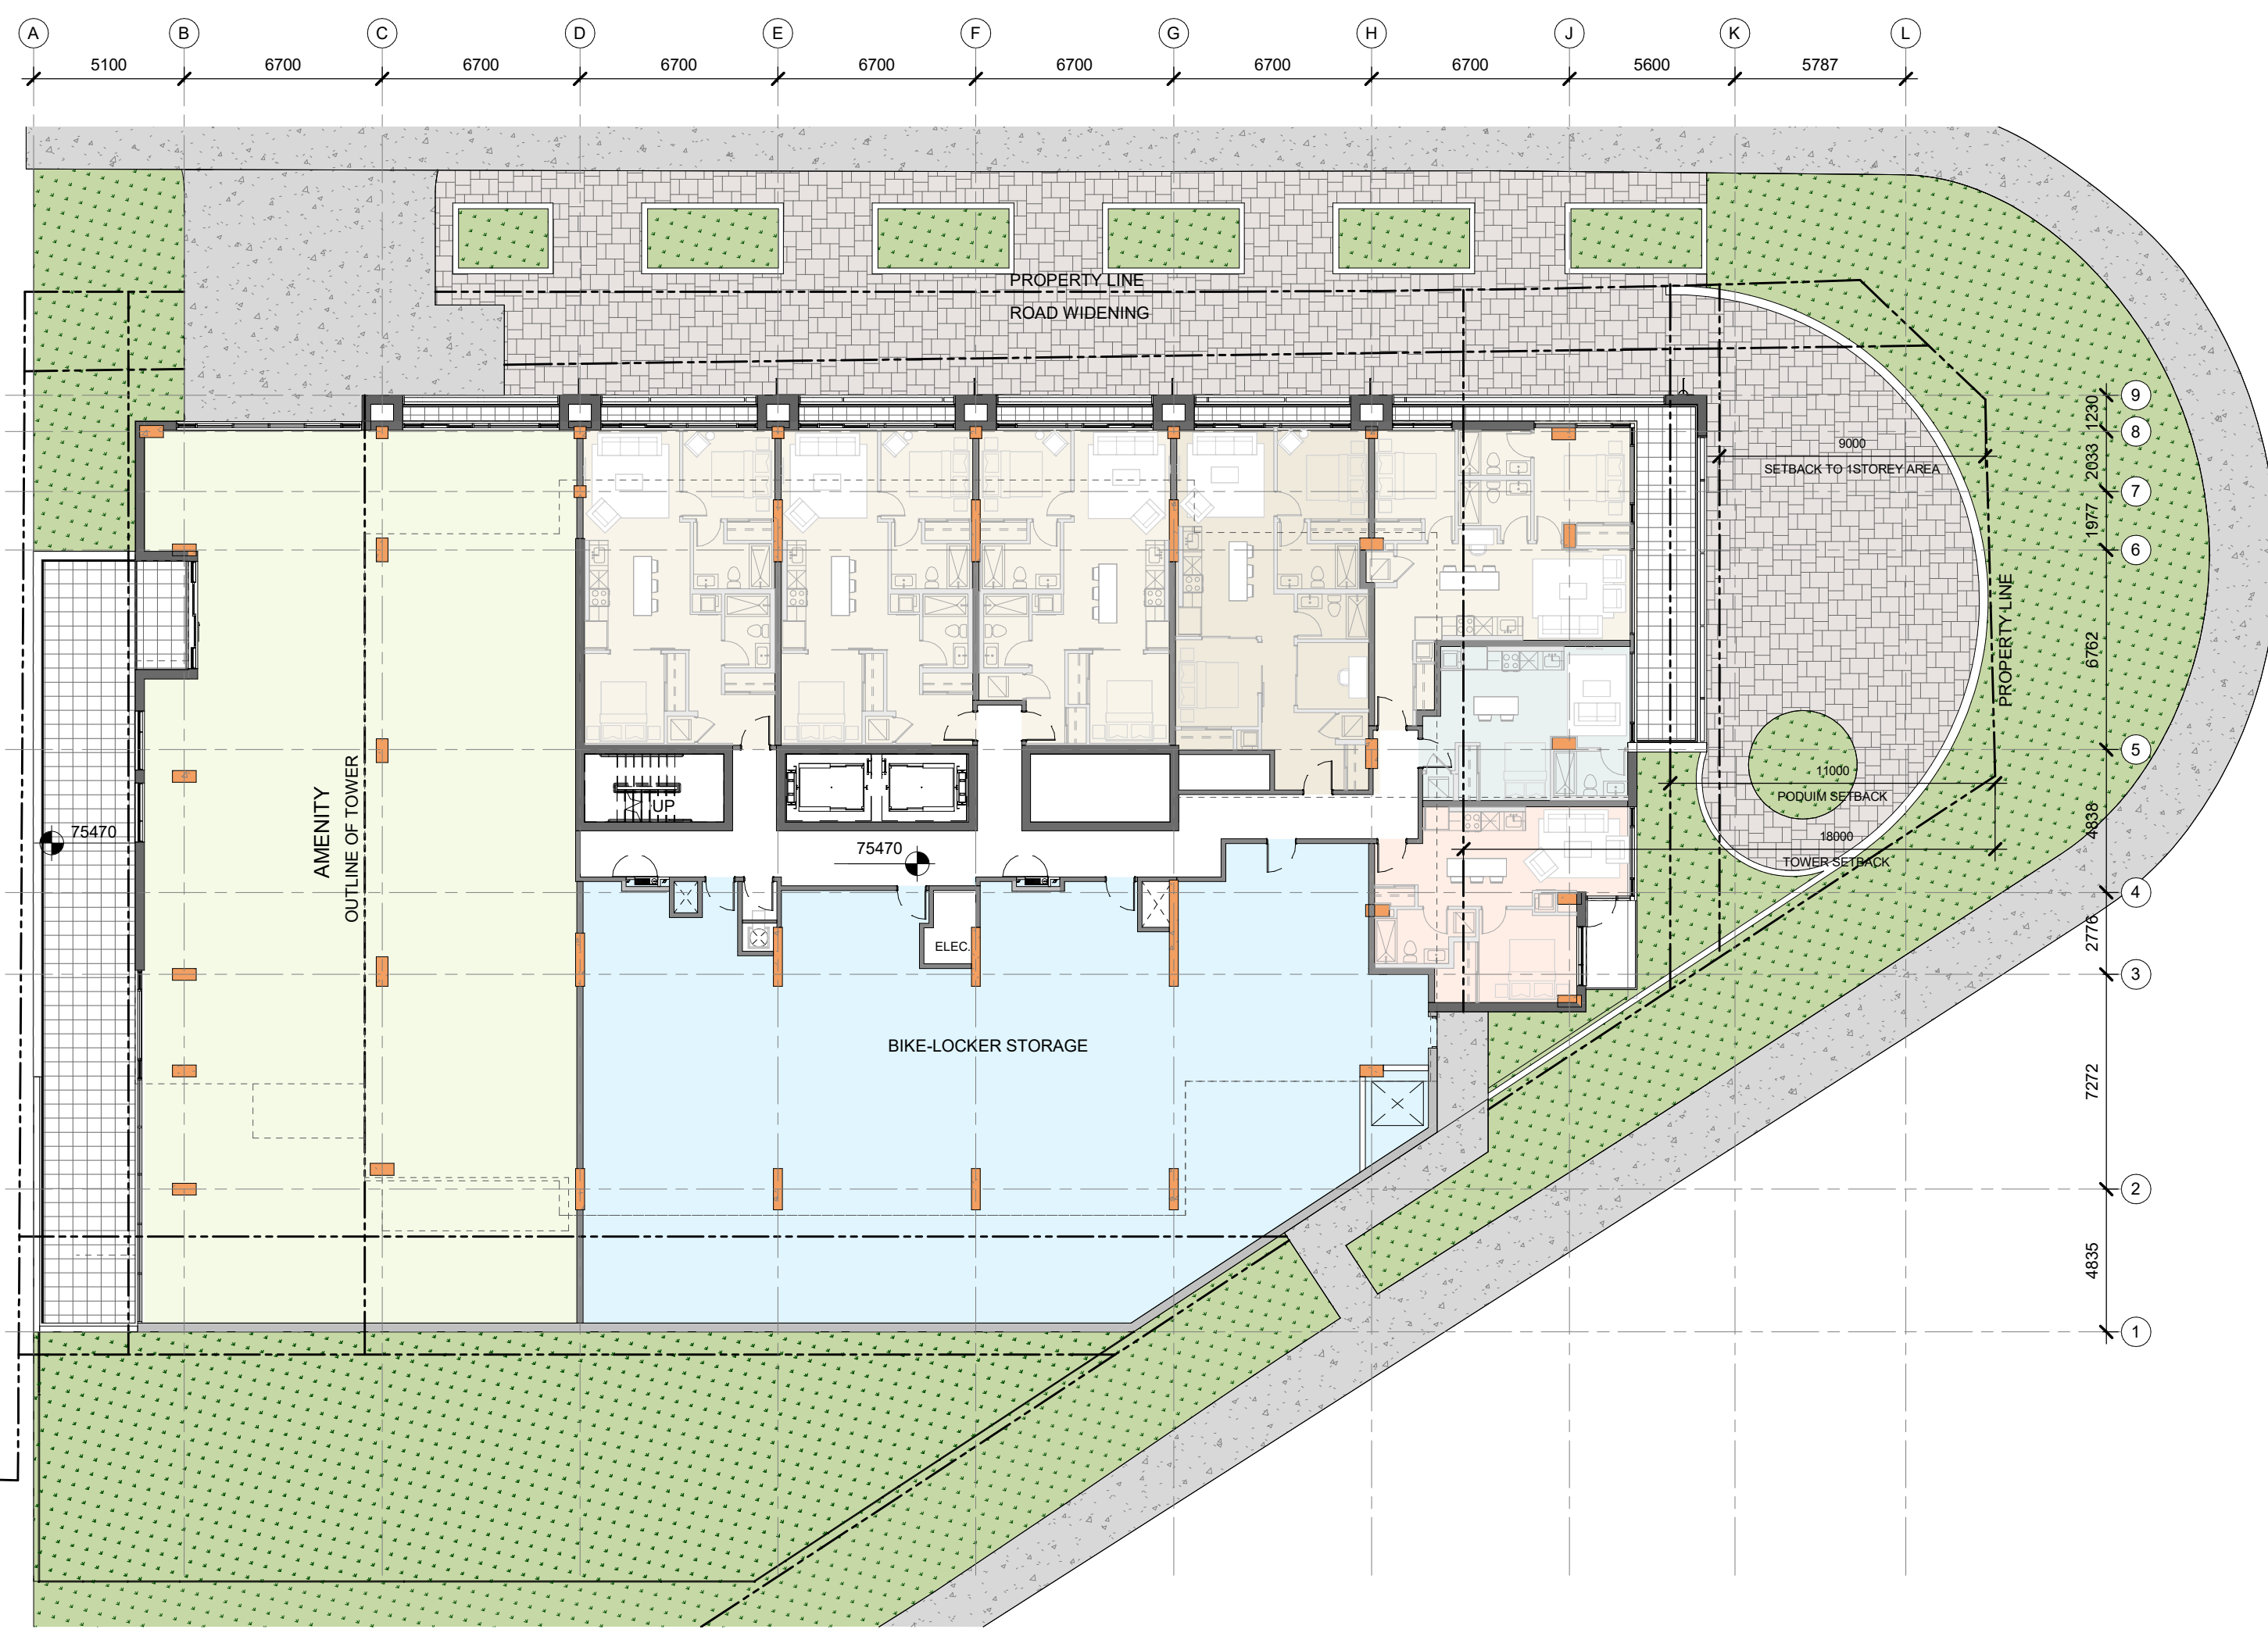 A B C D E F G H J K L
5100 6700 6700 6700 6700 6700 6700 6700 5600 5787
PROPERTY LINE
ROAD WIDENING
9
1230
8
9000
SETBACK TO 1STOREY AREA
2033
7
1977
6
PROPERTY LINE
6762
5
11000
PODUIM SETBACK
UP
75470
AMENITY
OUTLINE OF TOWER
75470
18000
TOWER SETBACK
4838
4
ELEC.
2776
3
BIKE-LOCKER STORAGE
7272
2
4835
1